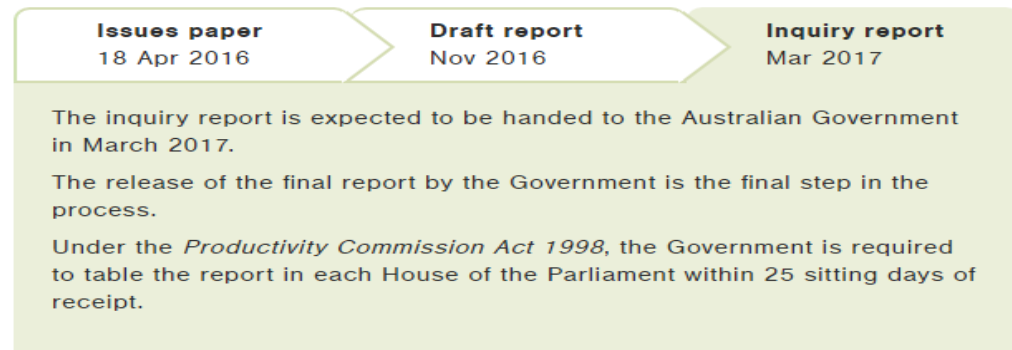 Issues paper
18 Apr 2016
Draft report
Nov 2016
Inquiry report
Mar 2017
The inquiry report is expected to be handed to the Australian Government
in March 2017.
The release of the final report by the Government is the final step in the
process.
Under the Productivity Commission Act 1998, the Government is required
to table the report in each House of the Parliament within 25 sitting days of
receipt.